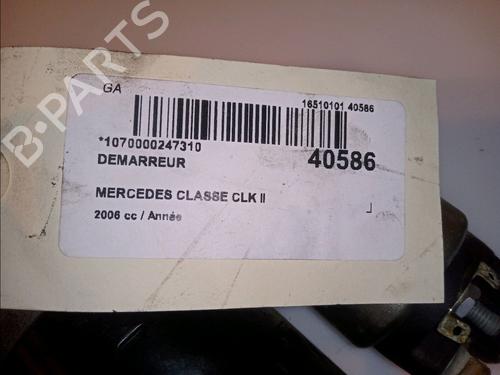 GA
16510101 40586
*1070000247310
DEMARREUR
40586
MERCEDES CLASSE CLK II
2006 cc / Année
B-PARTS